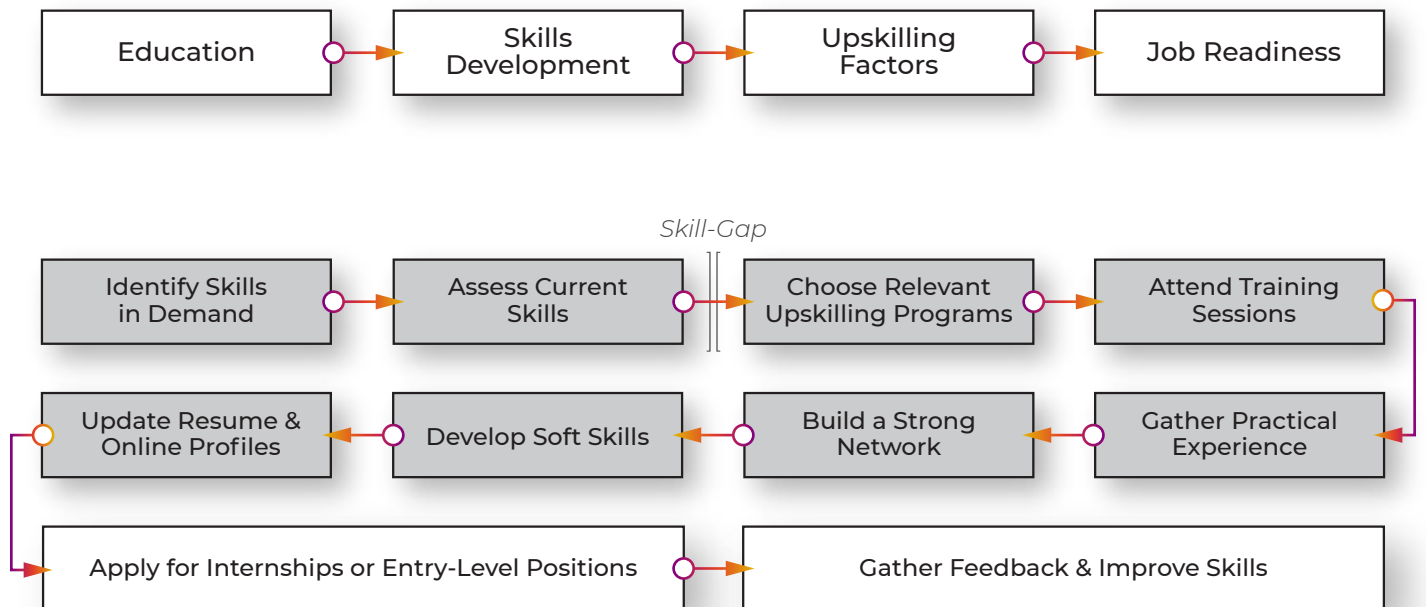 Education
Skills
Development
Upskilling
Factors
Job Readiness
Skill-Gap
Identify Skills
in Demand
Assess Current
Skills
Choose Relevant
Upskilling Programs
Attend Training
Sessions
Update Resume &
Online Profiles
Develop Soft Skills
Build a Strong
Network
Gather Practical
Experience
Apply for Internships or Entry-Level Positions
Gather Feedback & Improve Skills